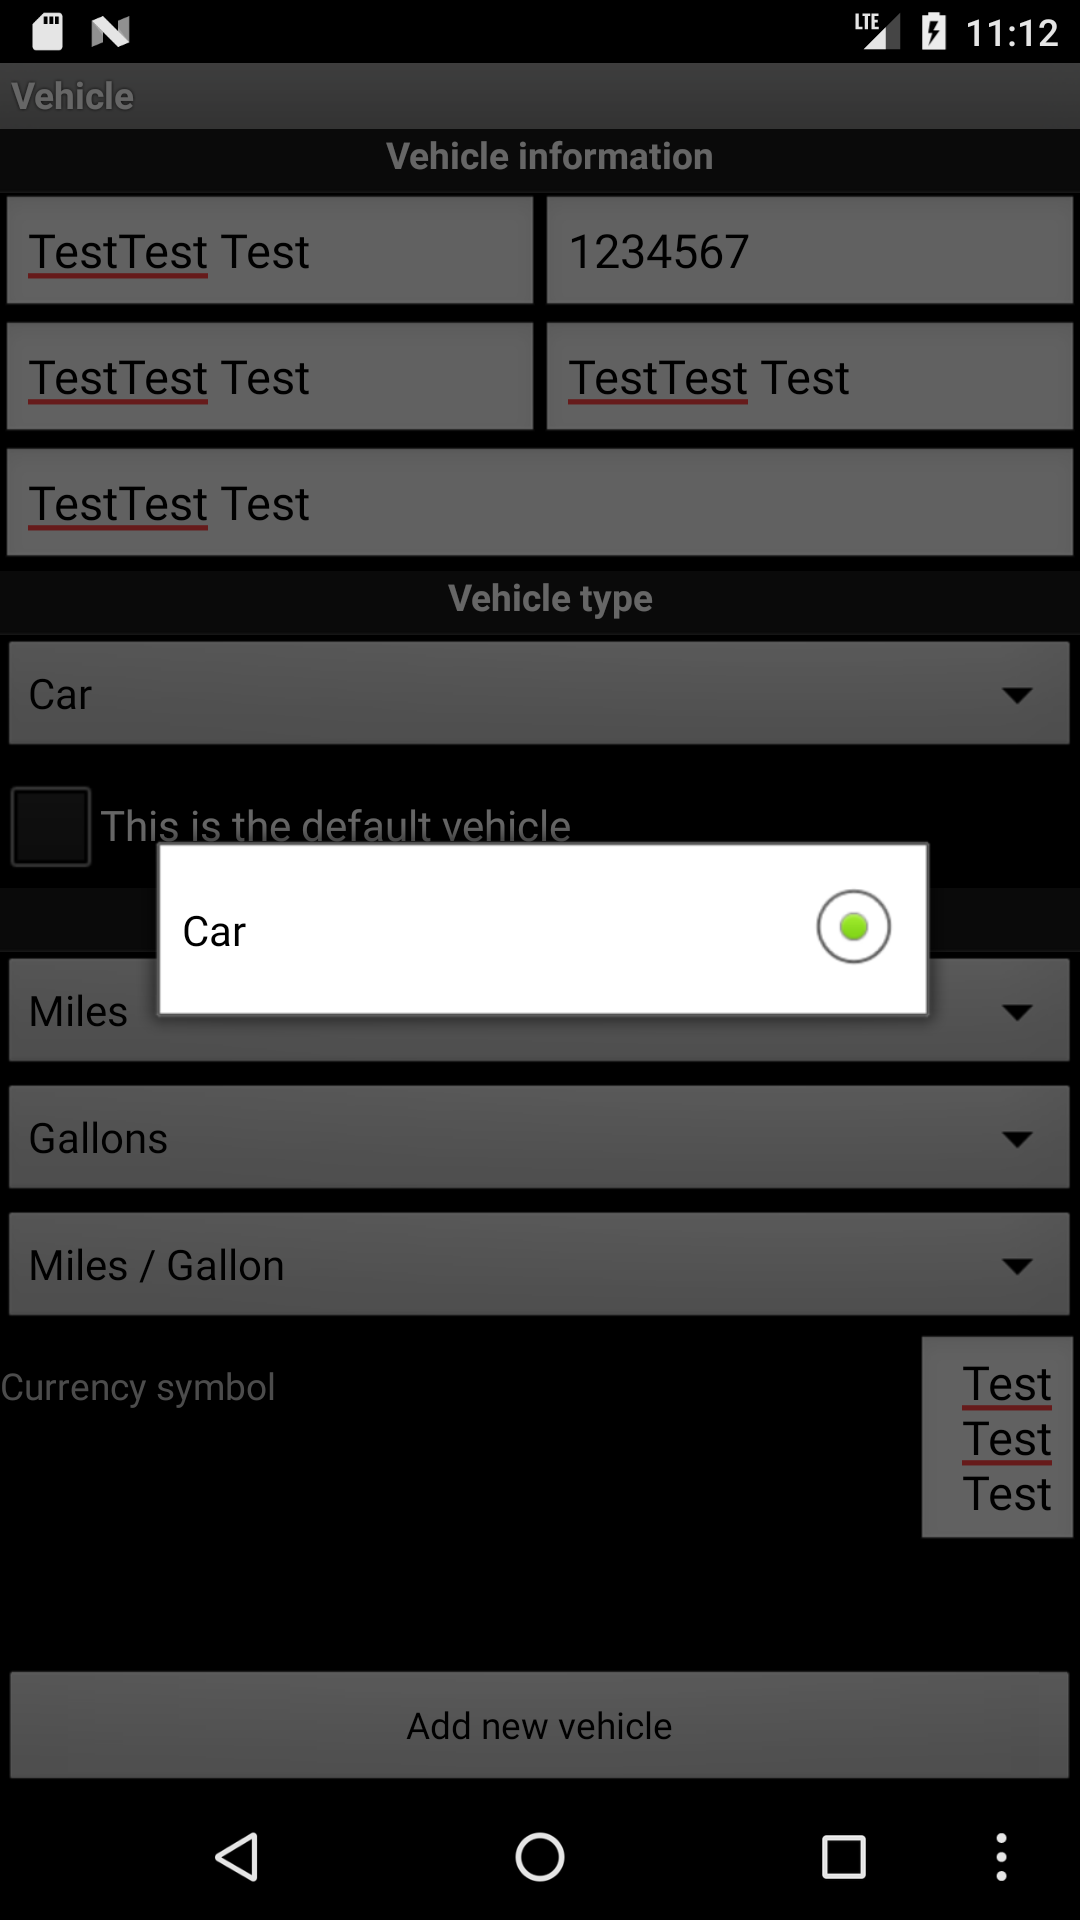 LTE 11:12
Vehicle
Vehicle information
TestTest Test 1234567
TestTest Test TestTest Test
TestTest Test
Vehicle type
Car
This is the default vehicle
Car
Miles
Gallons
Miles / Gallon
Currency symbol
Test
Test
Test
Add new vehicle